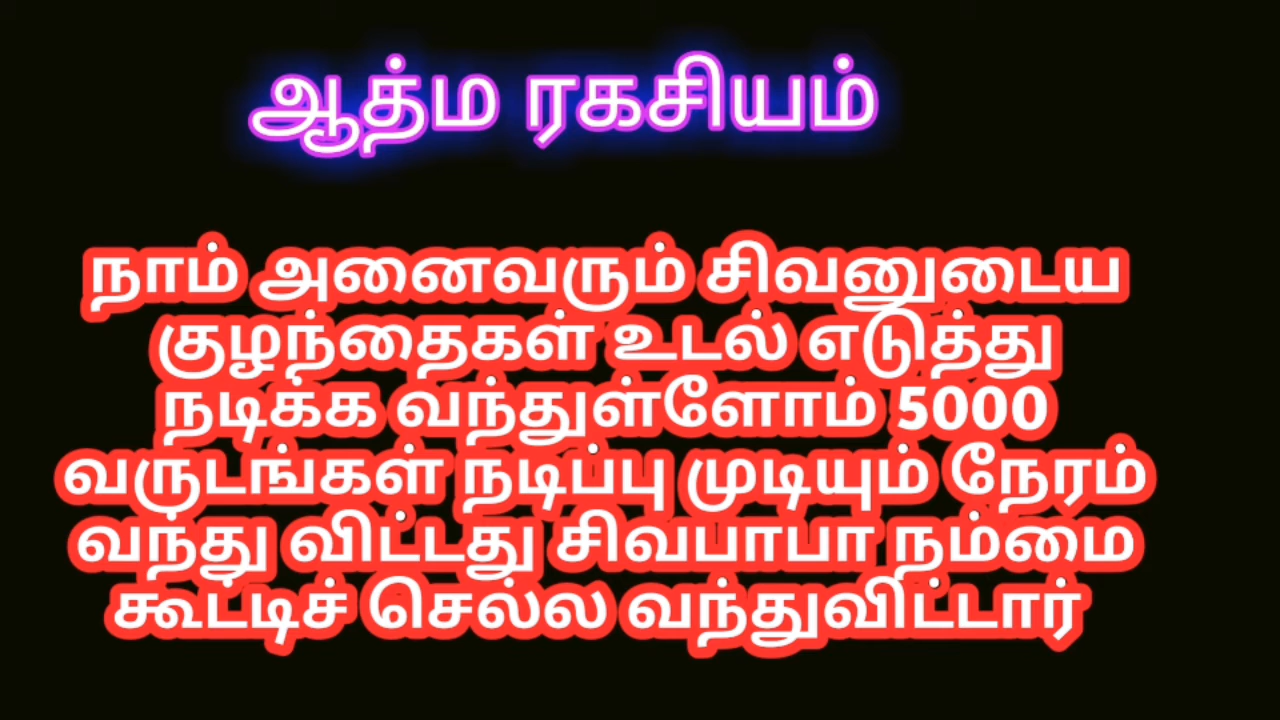 ஆத்ம ரகசியம்
நாம் அனைவரும் சிவனுடைய
குழந்தைகள் உடல் எடுத்து
நடிக்க வந்துள்ளோம் 5000
வருடங்கள் நடிப்பு முடியும் நேரம்
வந்து விட்டது சிவபாபா நம்மை
கூட்டிச் செல்ல வந்துவிட்டார்